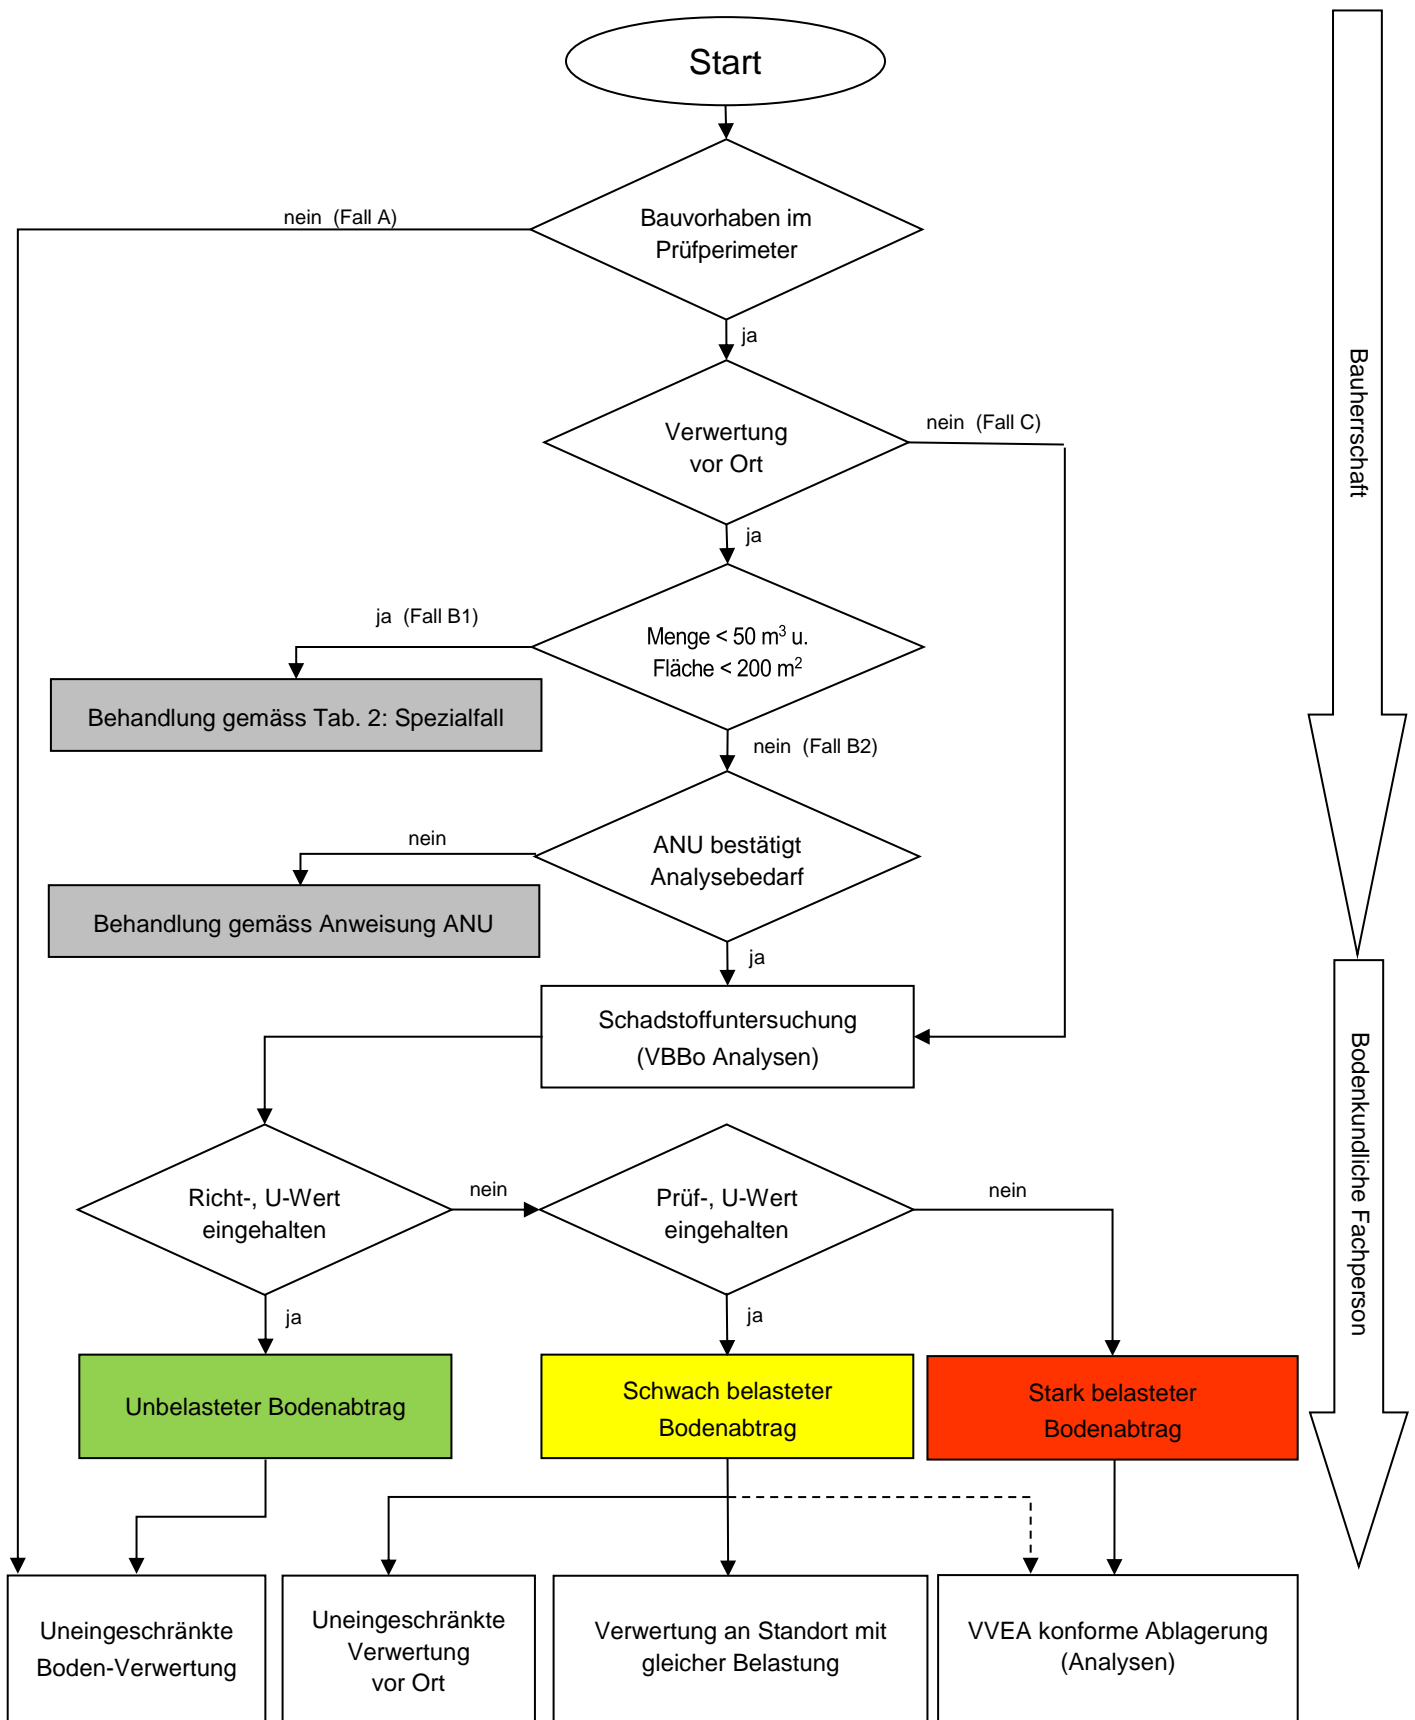 Start
nein (Fall A)
Bauvorhaben im
Prüfperimeter
ja
Verwertung
vor Ort
nein (Fall C)
ja
ja (Fall B1)
Menge < 50 m³ u.
Fläche < 200 m²
Behandlung gemäss Tab. 2: Spezialfall
nein (Fall B2)
nein
ANU bestätigt
Analysebedarf
Behandlung gemäss Anweisung ANU
ja
Schadstoffuntersuchung
(VBBo Analysen)
Richt-, U-Wert
eingehalten
nein
Prüf-, U-Wert
eingehalten
nein
ja
ja
Unbelasteter Bodenabtrag
Schwach belasteter
Bodenabtrag
Stark belasteter
Bodenabtrag
Uneingeschränkte
Boden-Verwertung
Uneingeschränkte
Verwertung
vor Ort
Verwertung an Standort mit
gleicher Belastung
VVEA konforme Ablagerung
(Analysen)
Bauherrschaft
Bodenkundliche Fachperson